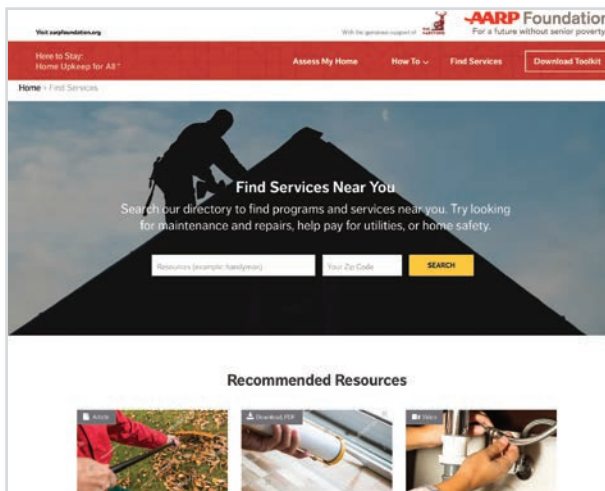 Visit aarpfoundation.org
With the generous support of
THE HARTFORD
AARP Foundation
For a future without senior poverty
Here to Stay:
Home Upkeep for All™
Assess My Home
How To
Find Services
Download Toolkit
Home > Find Services
Find Services Near You
Search our directory to find programs and services near you. Try looking
for maintenance and repairs, help pay for utilities, or home safety.
Resources (example: handyman)
Your Zip Code
SEARCH
Recommended Resources
Article
Download, PDF
Video